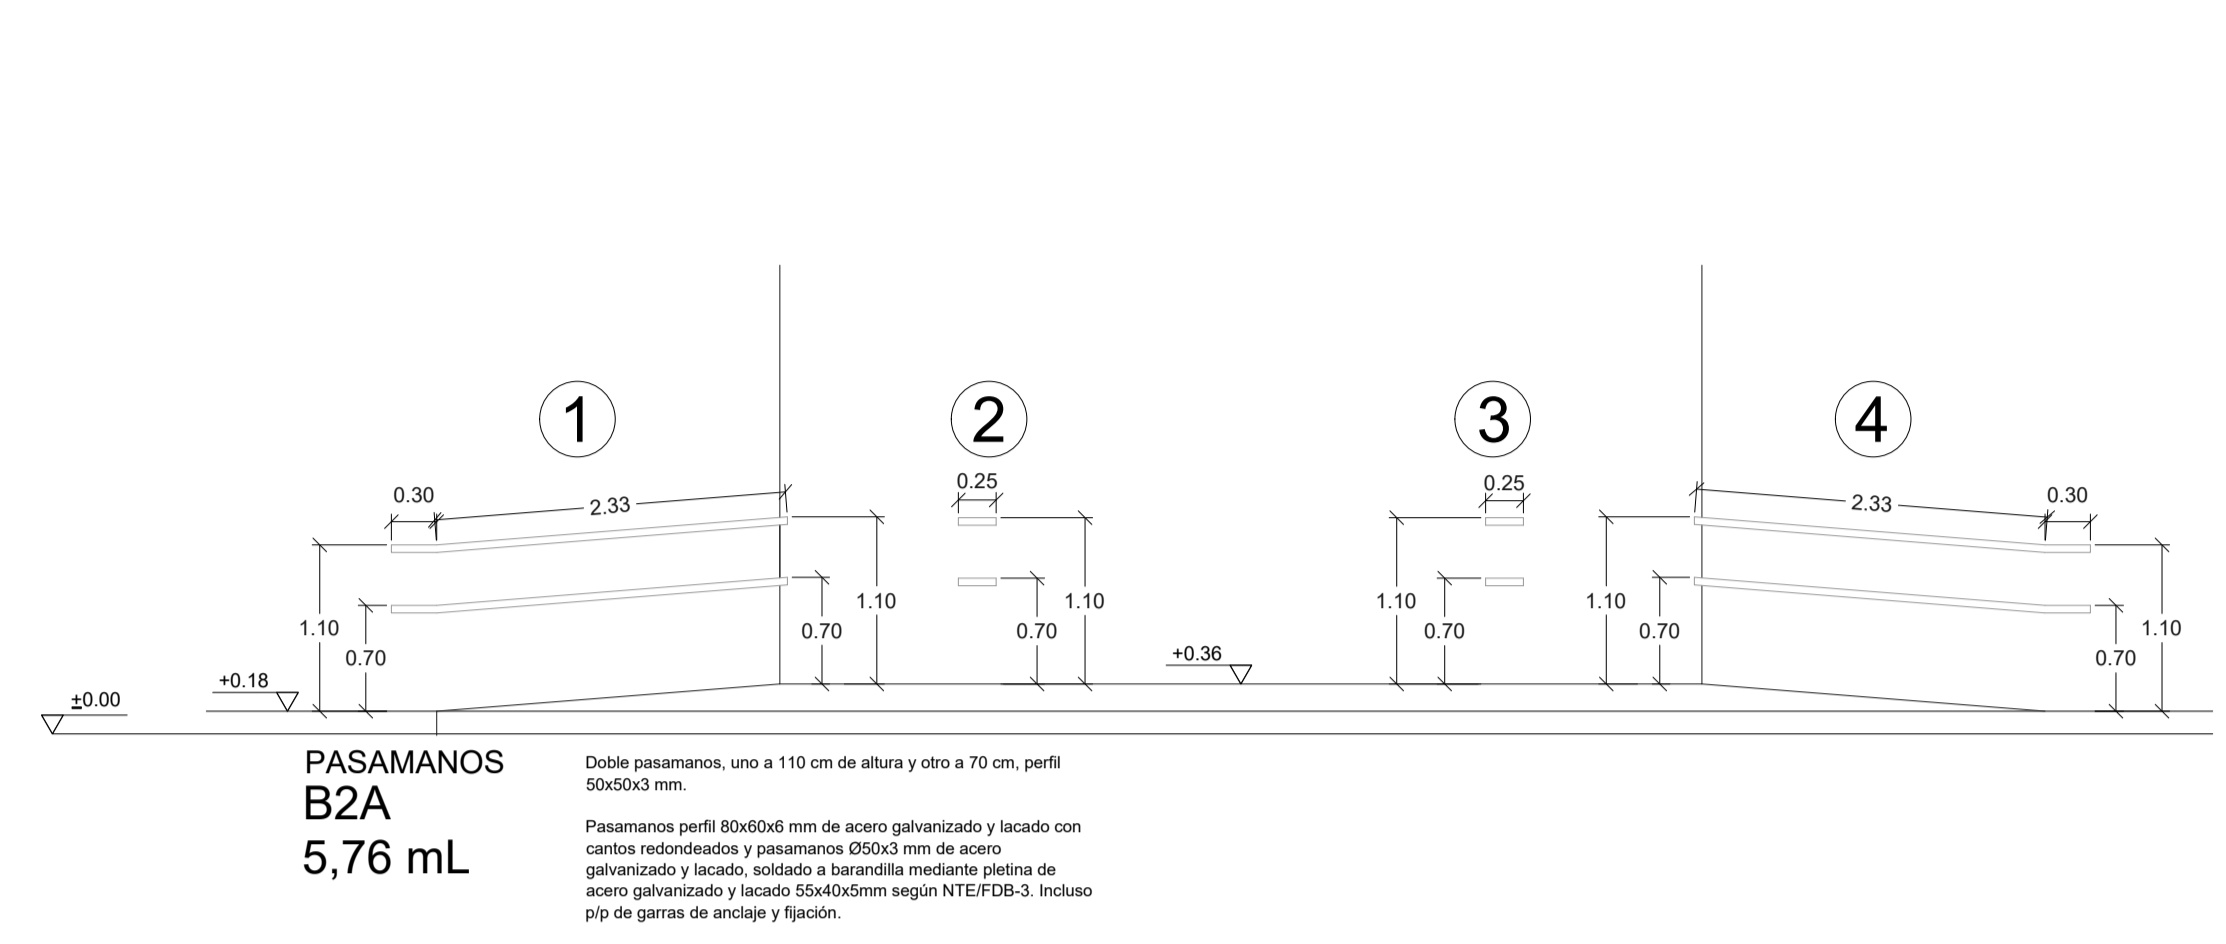 1
2
3
4
0.30
2.33
0.25
0.25
2.33
0.30
1.10
0.70
0.70
1.10
0.70
1.10
1.10
0.70
1.10
0.70
0.70
1.10
±0.00
+0.18
+0.36
PASAMANOS
B2A
5,76 mL
Doble pasamanos, uno a 110 cm de altura y otro a 70 cm, perfil
50x50x3 mm.
Pasamanos perfil 80x60x6 mm de acero galvanizado y lacado con
cantos redondeados y pasamanos Ø50x3 mm de acero
galvanizado y lacado, soldado a barandilla mediante pletina de
acero galvanizado y lacado 55x40x5mm según NTE/FDB-3. Incluso
p/p de garras de anclaje y fijación.